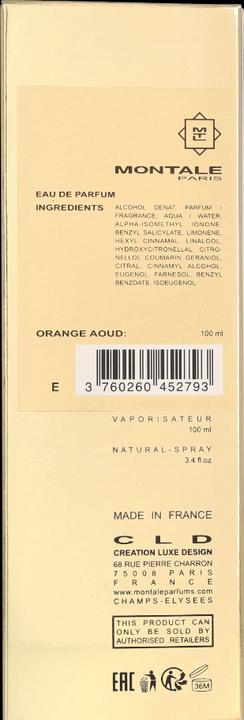 MTL
MONTALE
PARIS
EAU DE PARFUM
INGREDIENTS
ALCOHOL DENAT, PARFUM /
FRAGRANCE, AQUA / WATER,
ALPHA-ISOMETHYL IONONE,
BENZYL SALICYLATE, LIMONENE,
HEXYL CINNAMAL, LINALOOL,
HYDROXYCITRONELLAL CITRO-
NELLOL, COUMARIN GERANIOL,
CITRAL, CINNAMYL ALCOHOL,
EUGENOL, FARNESOL, BENZYL
BENZOATE, ISOEUGENOL
ORANGE AOUD: 100 ml
E 3 760260 452793
VAPORISATEUR
100 ml
NATURAL-SPRAY
3.4 fl.oz
MADE IN FRANCE
CLD
CREATION LUXE DESIGN
68 RUE PIERRE CHARRON
75008 PARIS
FRANCE
www.montaleparfums.com
CHAMPS-ELYSEES
THIS PRODUCT CAN
ONLY BE SOLD BY
AUTHORISED RETAILERS
EAC 36M